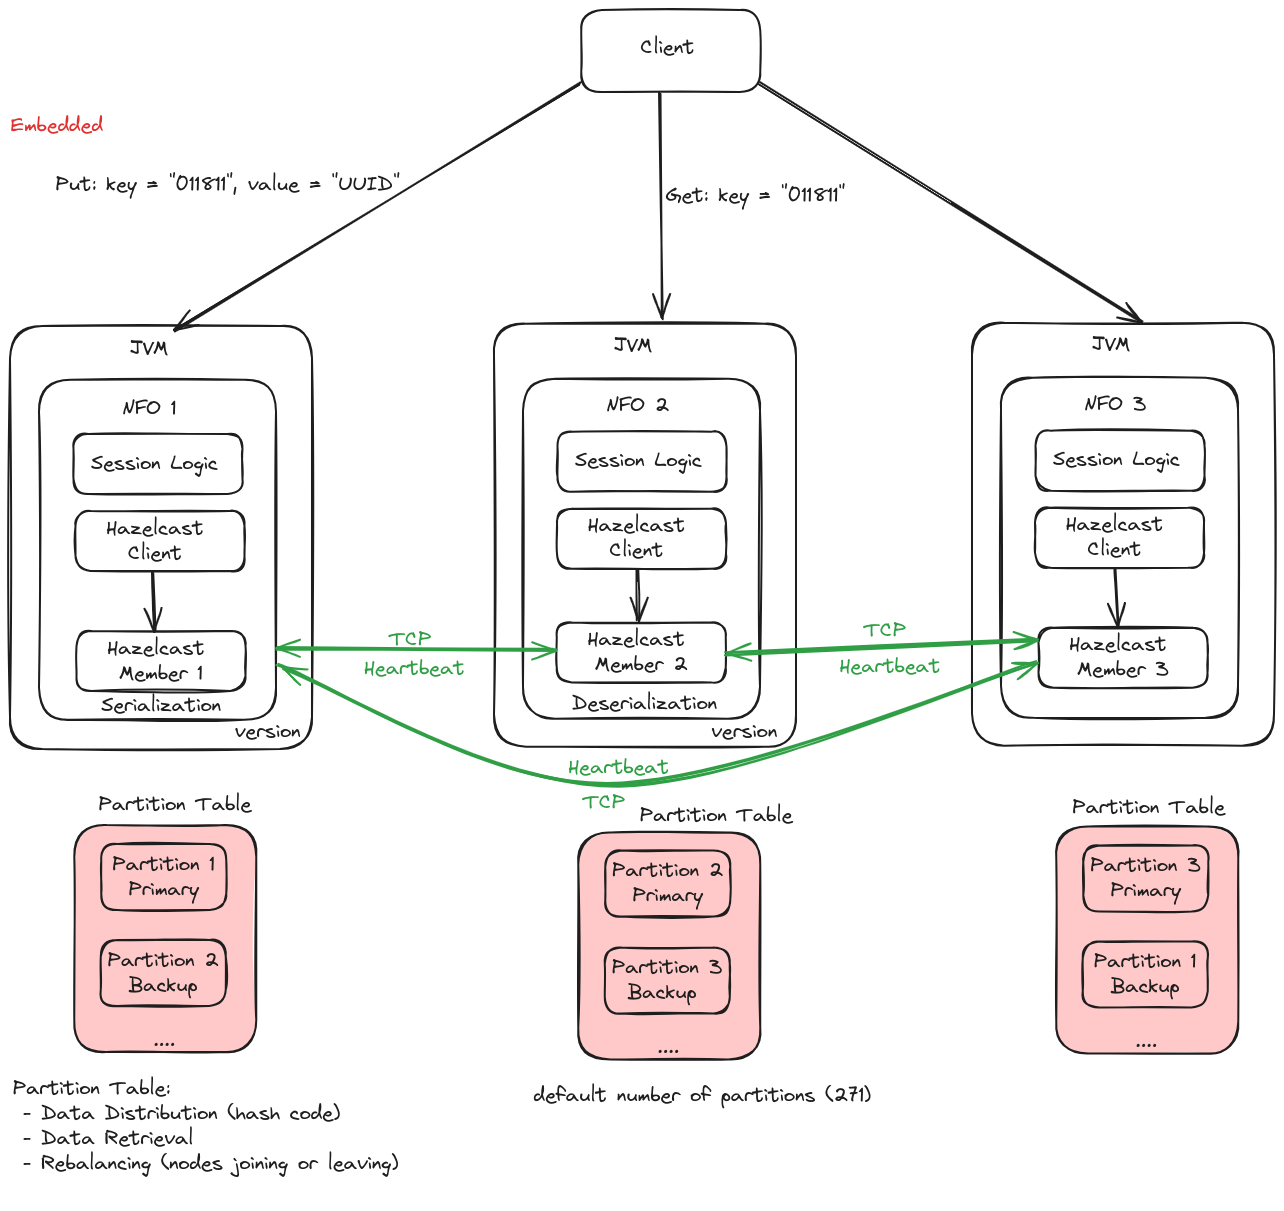 Client
Embedded
Put: key = "011811", value = "UUID"
Get: key = "011811"
JVM
NFO 1
Session Logic
Hazelcast
Client
Hazelcast
Member 1
Serialization
version
JVM
NFO 2
Session Logic
Hazelcast
Client
Hazelcast
Member 2
Deserialization
version
JVM
NFO 3
Session Logic
Hazelcast
Client
Hazelcast
Member 3
TCP
Heartbeat
TCP
Heartbeat
Heartbeat
TCP
Partition Table
Partition 1
Primary
Partition 2
Backup
....
Partition Table
Partition 2
Primary
Partition 3
Backup
....
Partition Table
Partition 3
Primary
Partition 1
Backup
....
Partition Table:
- Data Distribution (hash code)
- Data Retrieval
- Rebalancing (nodes joining or leaving)
default number of partitions (271)